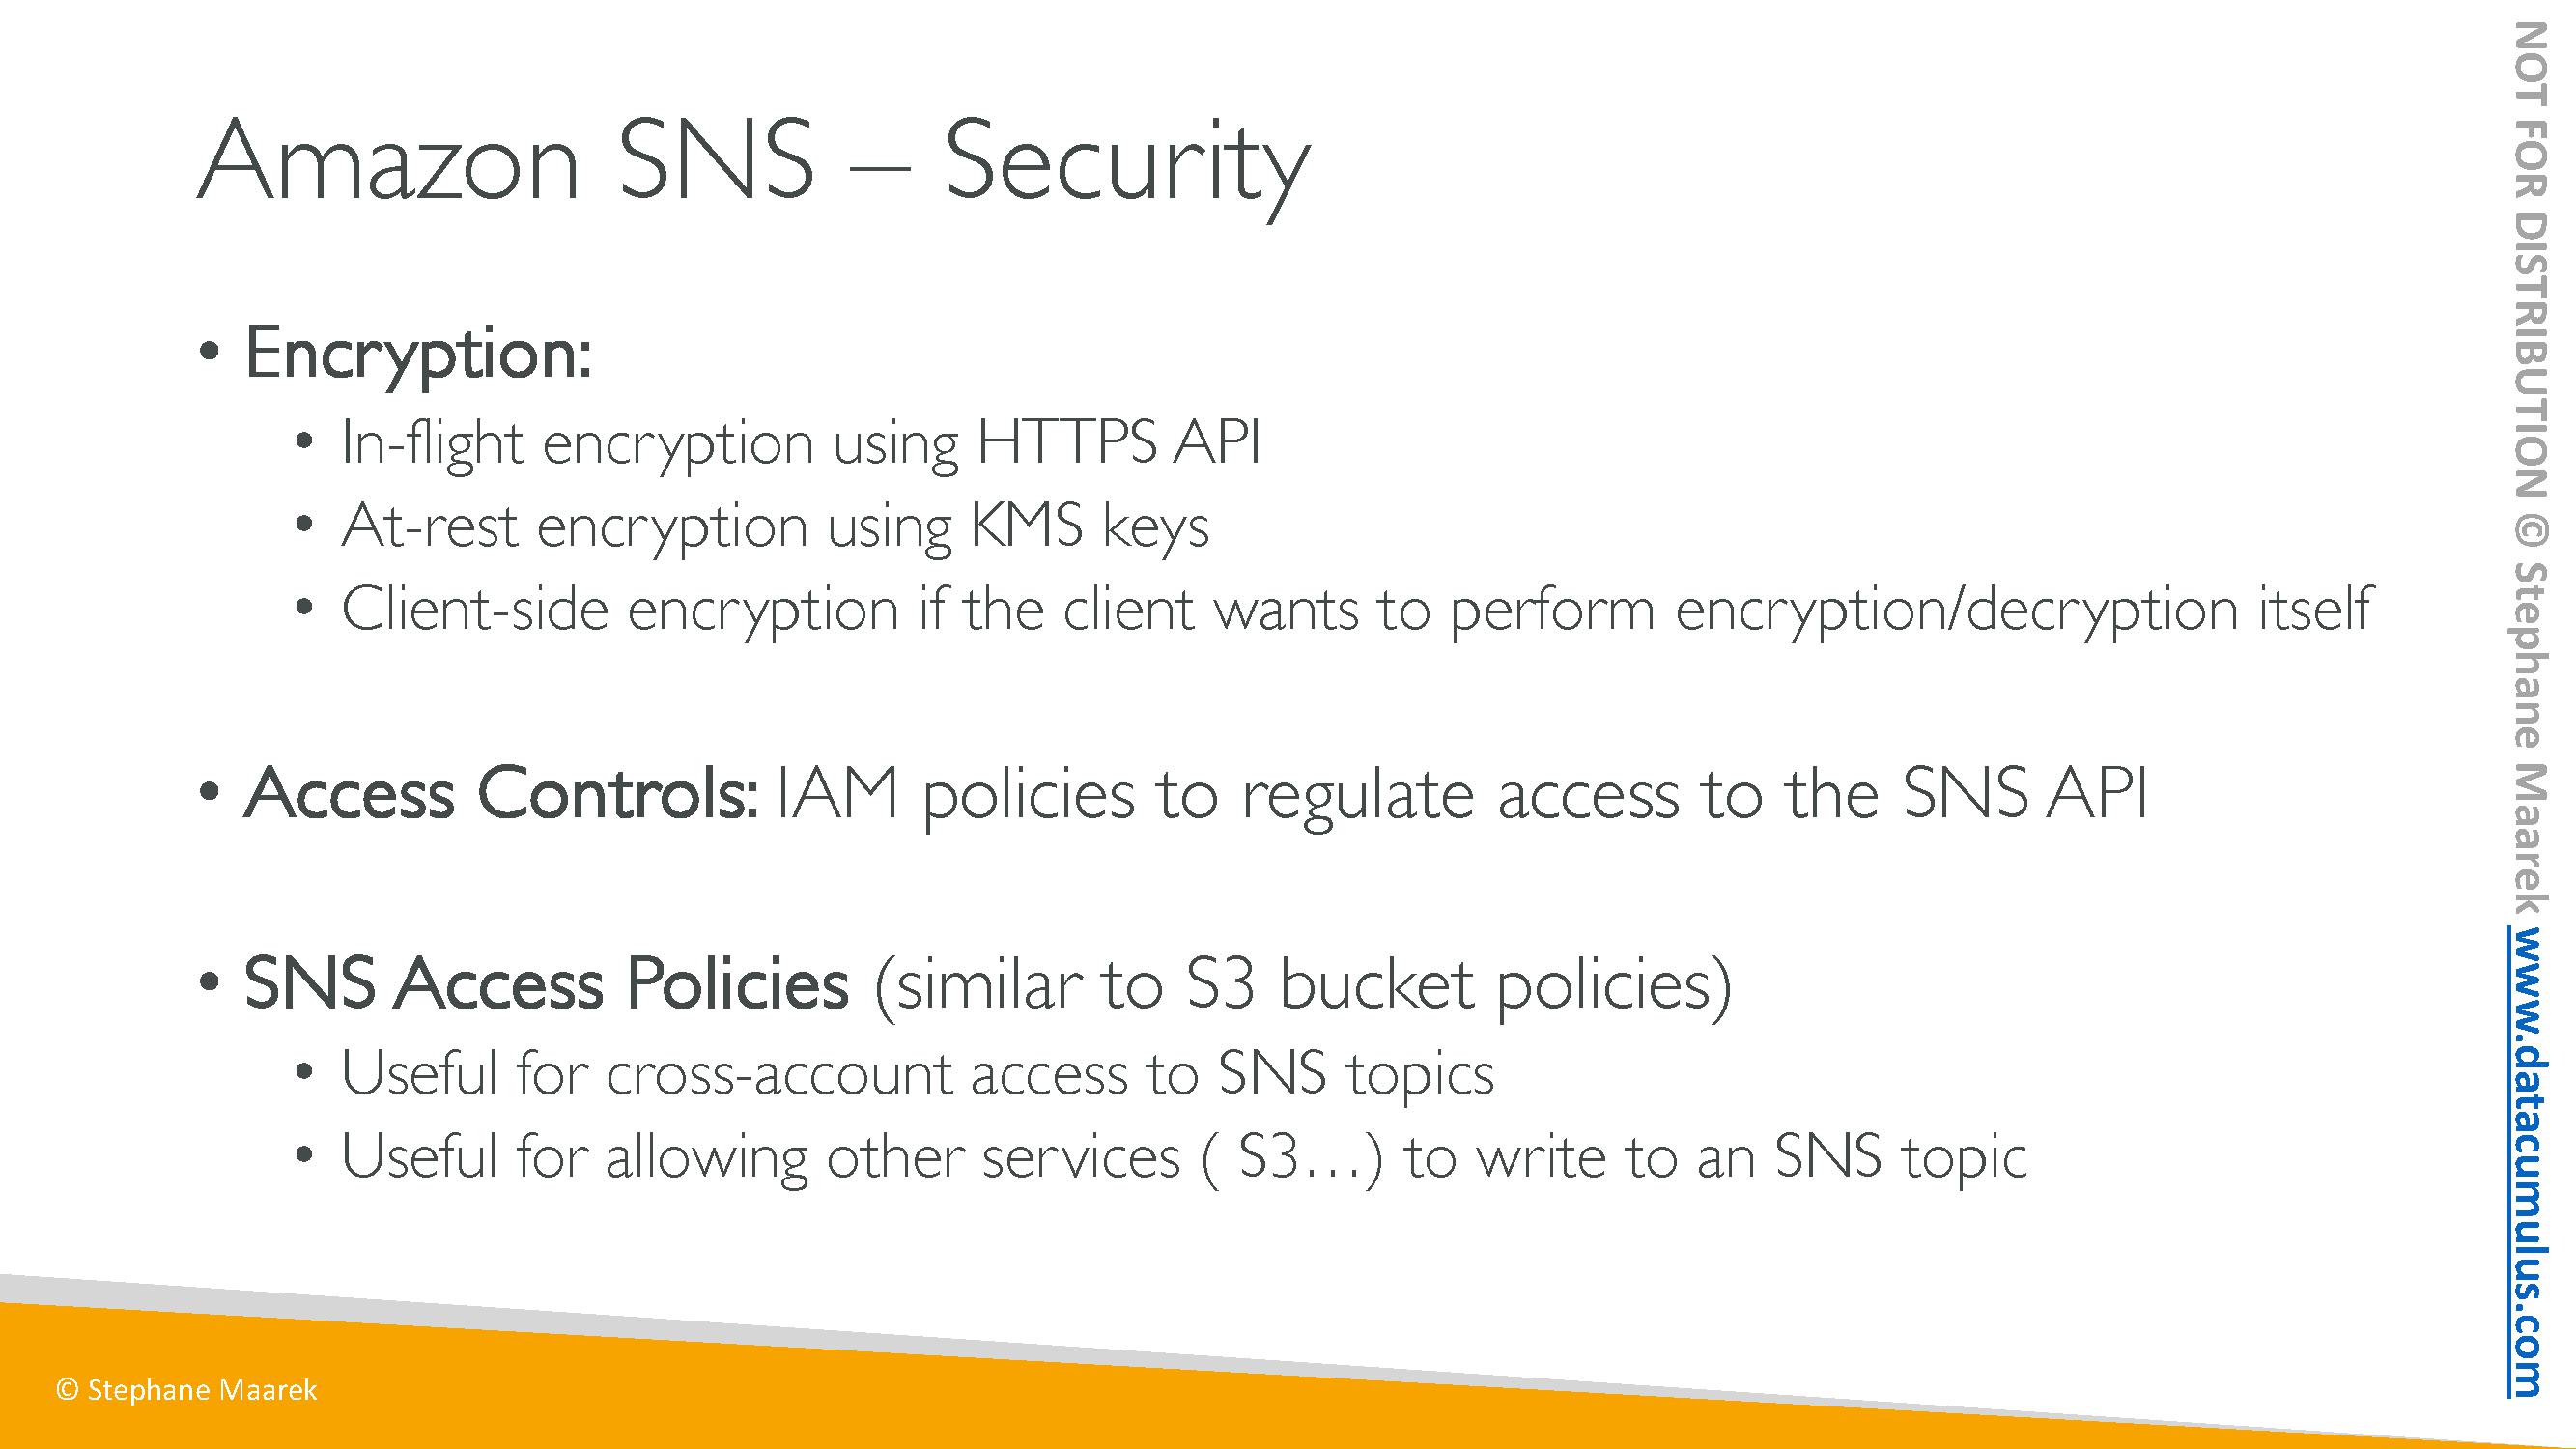 Amazon SNS – Security
• Encryption:
• In-flight encryption using HTTPS API
• At-rest encryption using KMS keys
• Client-side encryption if the client wants to perform encryption/decryption itself
• Access Controls: IAM policies to regulate access to the SNS API
• SNS Access Policies (similar to S3 bucket policies)
• Useful for cross-account access to SNS topics
• Useful for allowing other services ( S3…) to write to an SNS topic
© Stephane Maarek
NOT FOR DISTRIBUTION © Stephane Maarek www.datacumulus.com